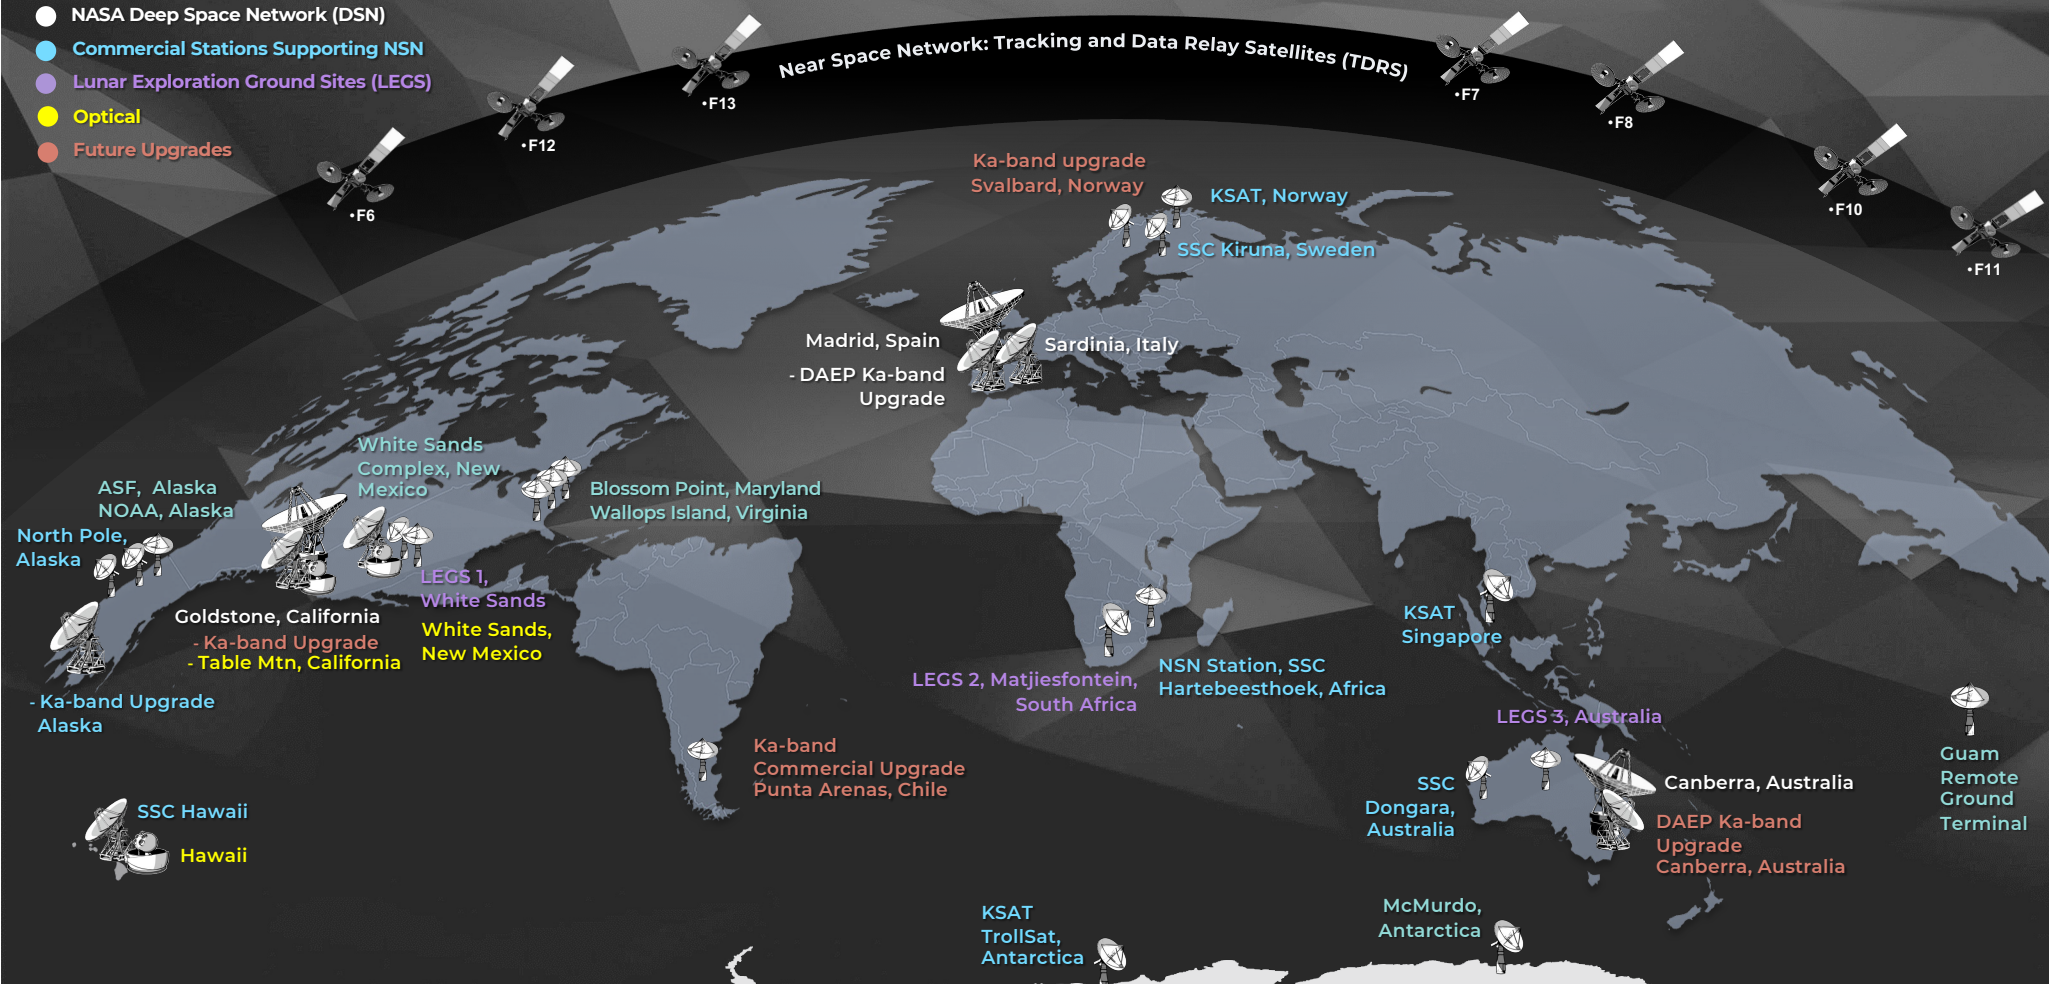 NASA Deep Space Network (DSN)
Commercial Stations Supporting NSN
Lunar Exploration Ground Sites (LEGS)
Optical
Future Upgrades
Near Space Network: Tracking and Data Relay Satellites (TDRS)
•F6
•F12
•F13
•F7
•F8
•F10
•F11
Ka-band upgrade
Svalbard, Norway
KSAT, Norway
SSC Kiruna, Sweden
Madrid, Spain
- DAEP Ka-band
Upgrade
Sardinia, Italy
White Sands
Complex, New
Mexico
ASF, Alaska
NOAA, Alaska
North Pole,
Alaska
Blossom Point, Maryland
Wallops Island, Virginia
LEGS 1,
White Sands
White Sands,
New Mexico
Goldstone, California
- Ka-band Upgrade
- Table Mtn, California
- Ka-band Upgrade
Alaska
SSC Hawaii
Hawaii
Ka-band
Commercial Upgrade
Punta Arenas, Chile
LEGS 2, Matjiesfontein,
South Africa
NSN Station, SSC
Hartebeesthoek, Africa
KSAT
Singapore
LEGS 3, Australia
SSC
Dongara,
Australia
Canberra, Australia
DAEP Ka-band
Upgrade
Canberra, Australia
Guam
Remote
Ground
Terminal
KSAT
TrollSat,
Antarctica
McMurdo,
Antarctica